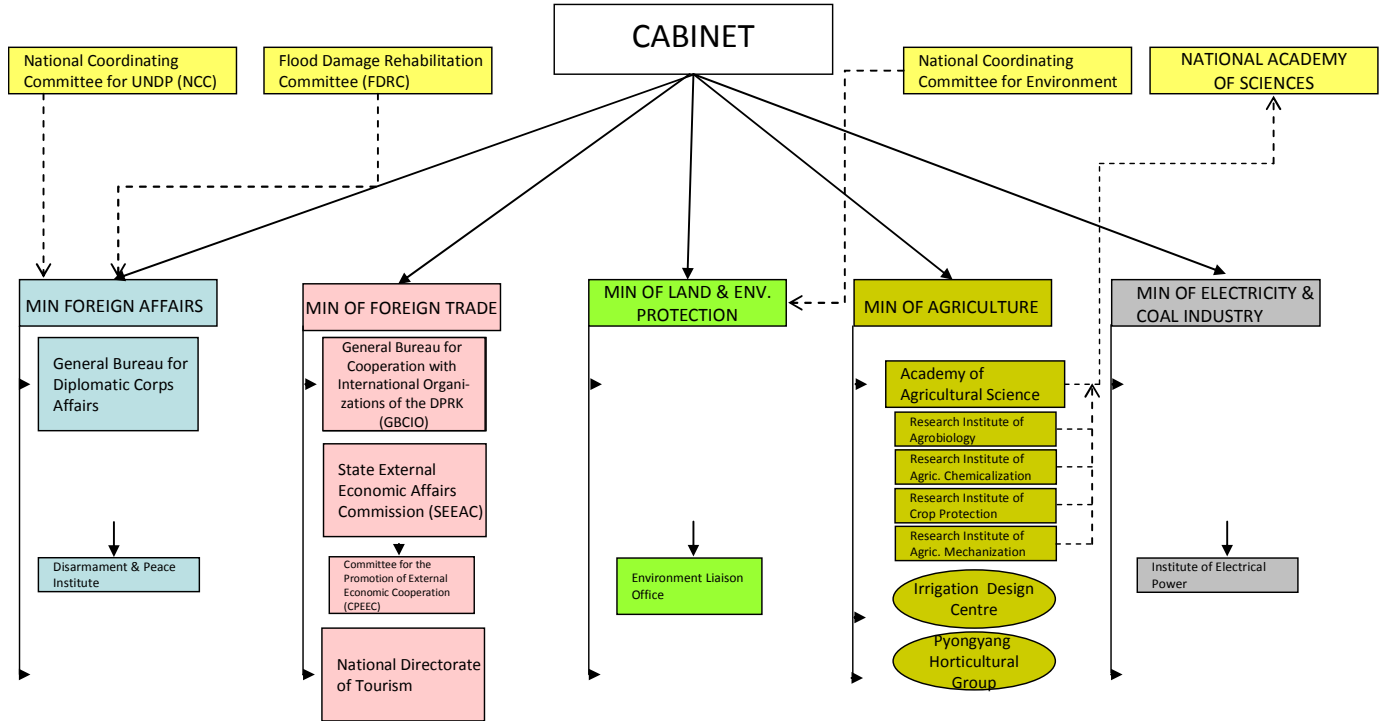 CABINET
National Coordinating
Committee for UNDP (NCC)
Flood Damage Rehabilitation
Committee (FDRC)
National Coordinating
Committee for Environment
NATIONAL ACADEMY
OF SCIENCES
MIN FOREIGN AFFAIRS
General Bureau for
Diplomatic Corps
Affairs
Disarmament & Peace
Institute
MIN OF FOREIGN TRADE
General Bureau for
Cooperation with
International Organi-
zations of the DPRK
(GBCIO)
State External
Economic Affairs
Commission (SEEAC)
Committee for the
Promotion of External
Economic Cooperation
(CPEEC)
National Directorate
of Tourism
MIN OF LAND & ENV.
PROTECTION
Environment Liaison
Office
MIN OF AGRICULTURE
Academy of
Agricultural Science
Research Institute of
Agrobiology
Research Institute of
Agric. Chemicalization
Research Institute of
Crop Protection
Research Institute of
Agric. Mechanization
Irrigation Design
Centre
Pyongyang
Horticultural
Group
MIN OF ELECTRICITY &
COAL INDUSTRY
Institute of Electrical
Power